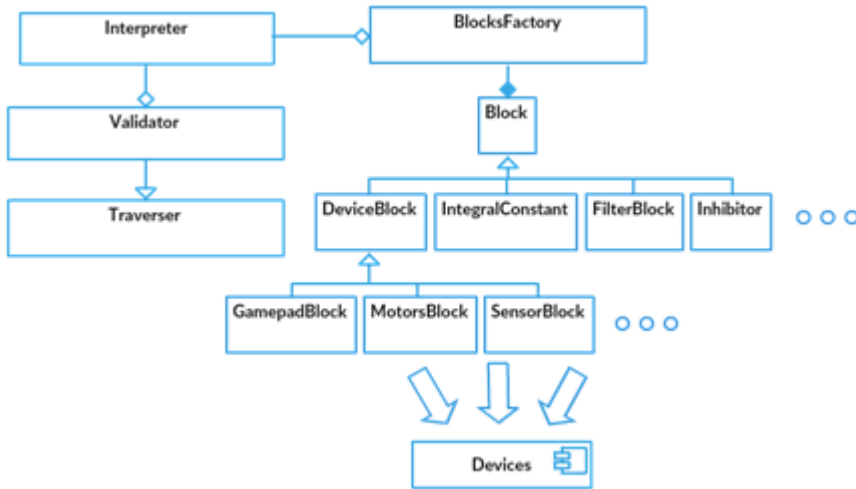 Interpreter
BlocksFactory
Validator
Block
Traverser
DeviceBlock
IntegralConstant
FilterBlock
Inhibitor
GamepadBlock
MotorsBlock
SensorBlock
Devices